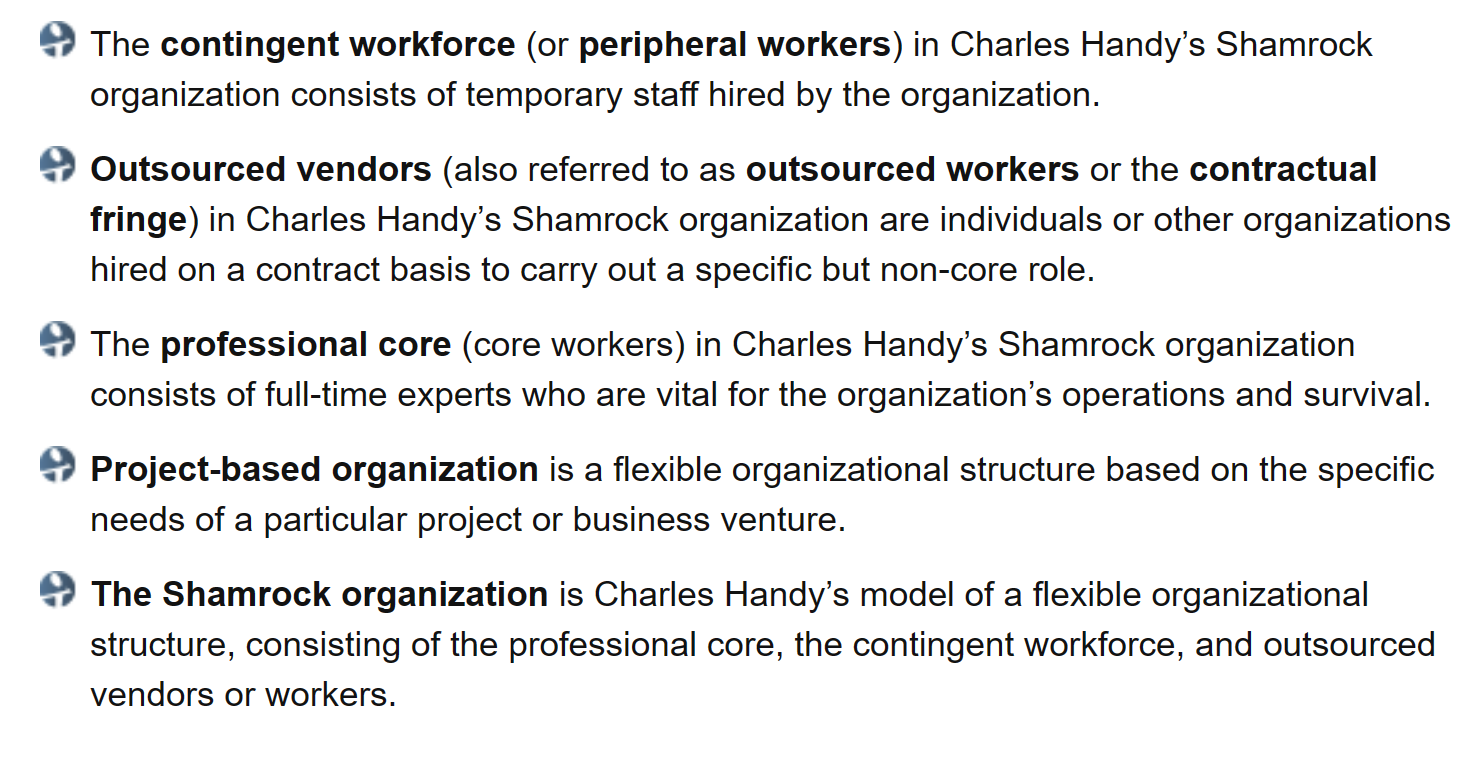 The contingent workforce (or peripheral workers) in Charles Handy’s Shamrock
organization consists of temporary staff hired by the organization.
Outsourced vendors (also referred to as outsourced workers or the contractual
fringe) in Charles Handy’s Shamrock organization are individuals or other organizations
hired on a contract basis to carry out a specific but non-core role.
The professional core (core workers) in Charles Handy’s Shamrock organization
consists of full-time experts who are vital for the organization’s operations and survival.
Project-based organization is a flexible organizational structure based on the specific
needs of a particular project or business venture.
The Shamrock organization is Charles Handy’s model of a flexible organizational
structure, consisting of the professional core, the contingent workforce, and outsourced
vendors or workers.